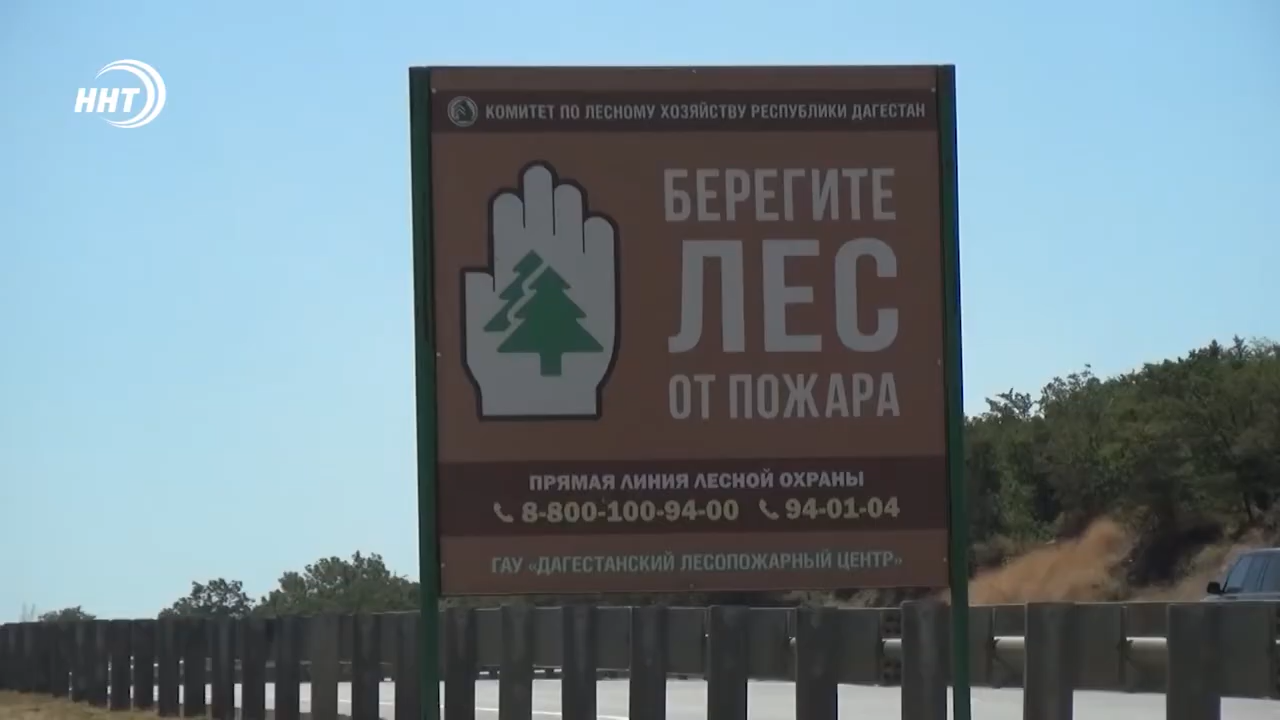 ННТ
КОМИТЕТ ПО ЛЕСНОМУ ХОЗЯЙСТВУ РЕСПУБЛИКИ ДАГЕСТАН
БЕРЕГИТЕ
ЛЕС
ОТ ПОЖАРА
ПРЯМАЯ ЛИНИЯ ЛЕСНОЙ ОХРАНЫ
8-800-100-94-00 94-01-04
ГАУ «ДАГЕСТАНСКИЙ ЛЕСОПОЖАРНЫЙ ЦЕНТР»